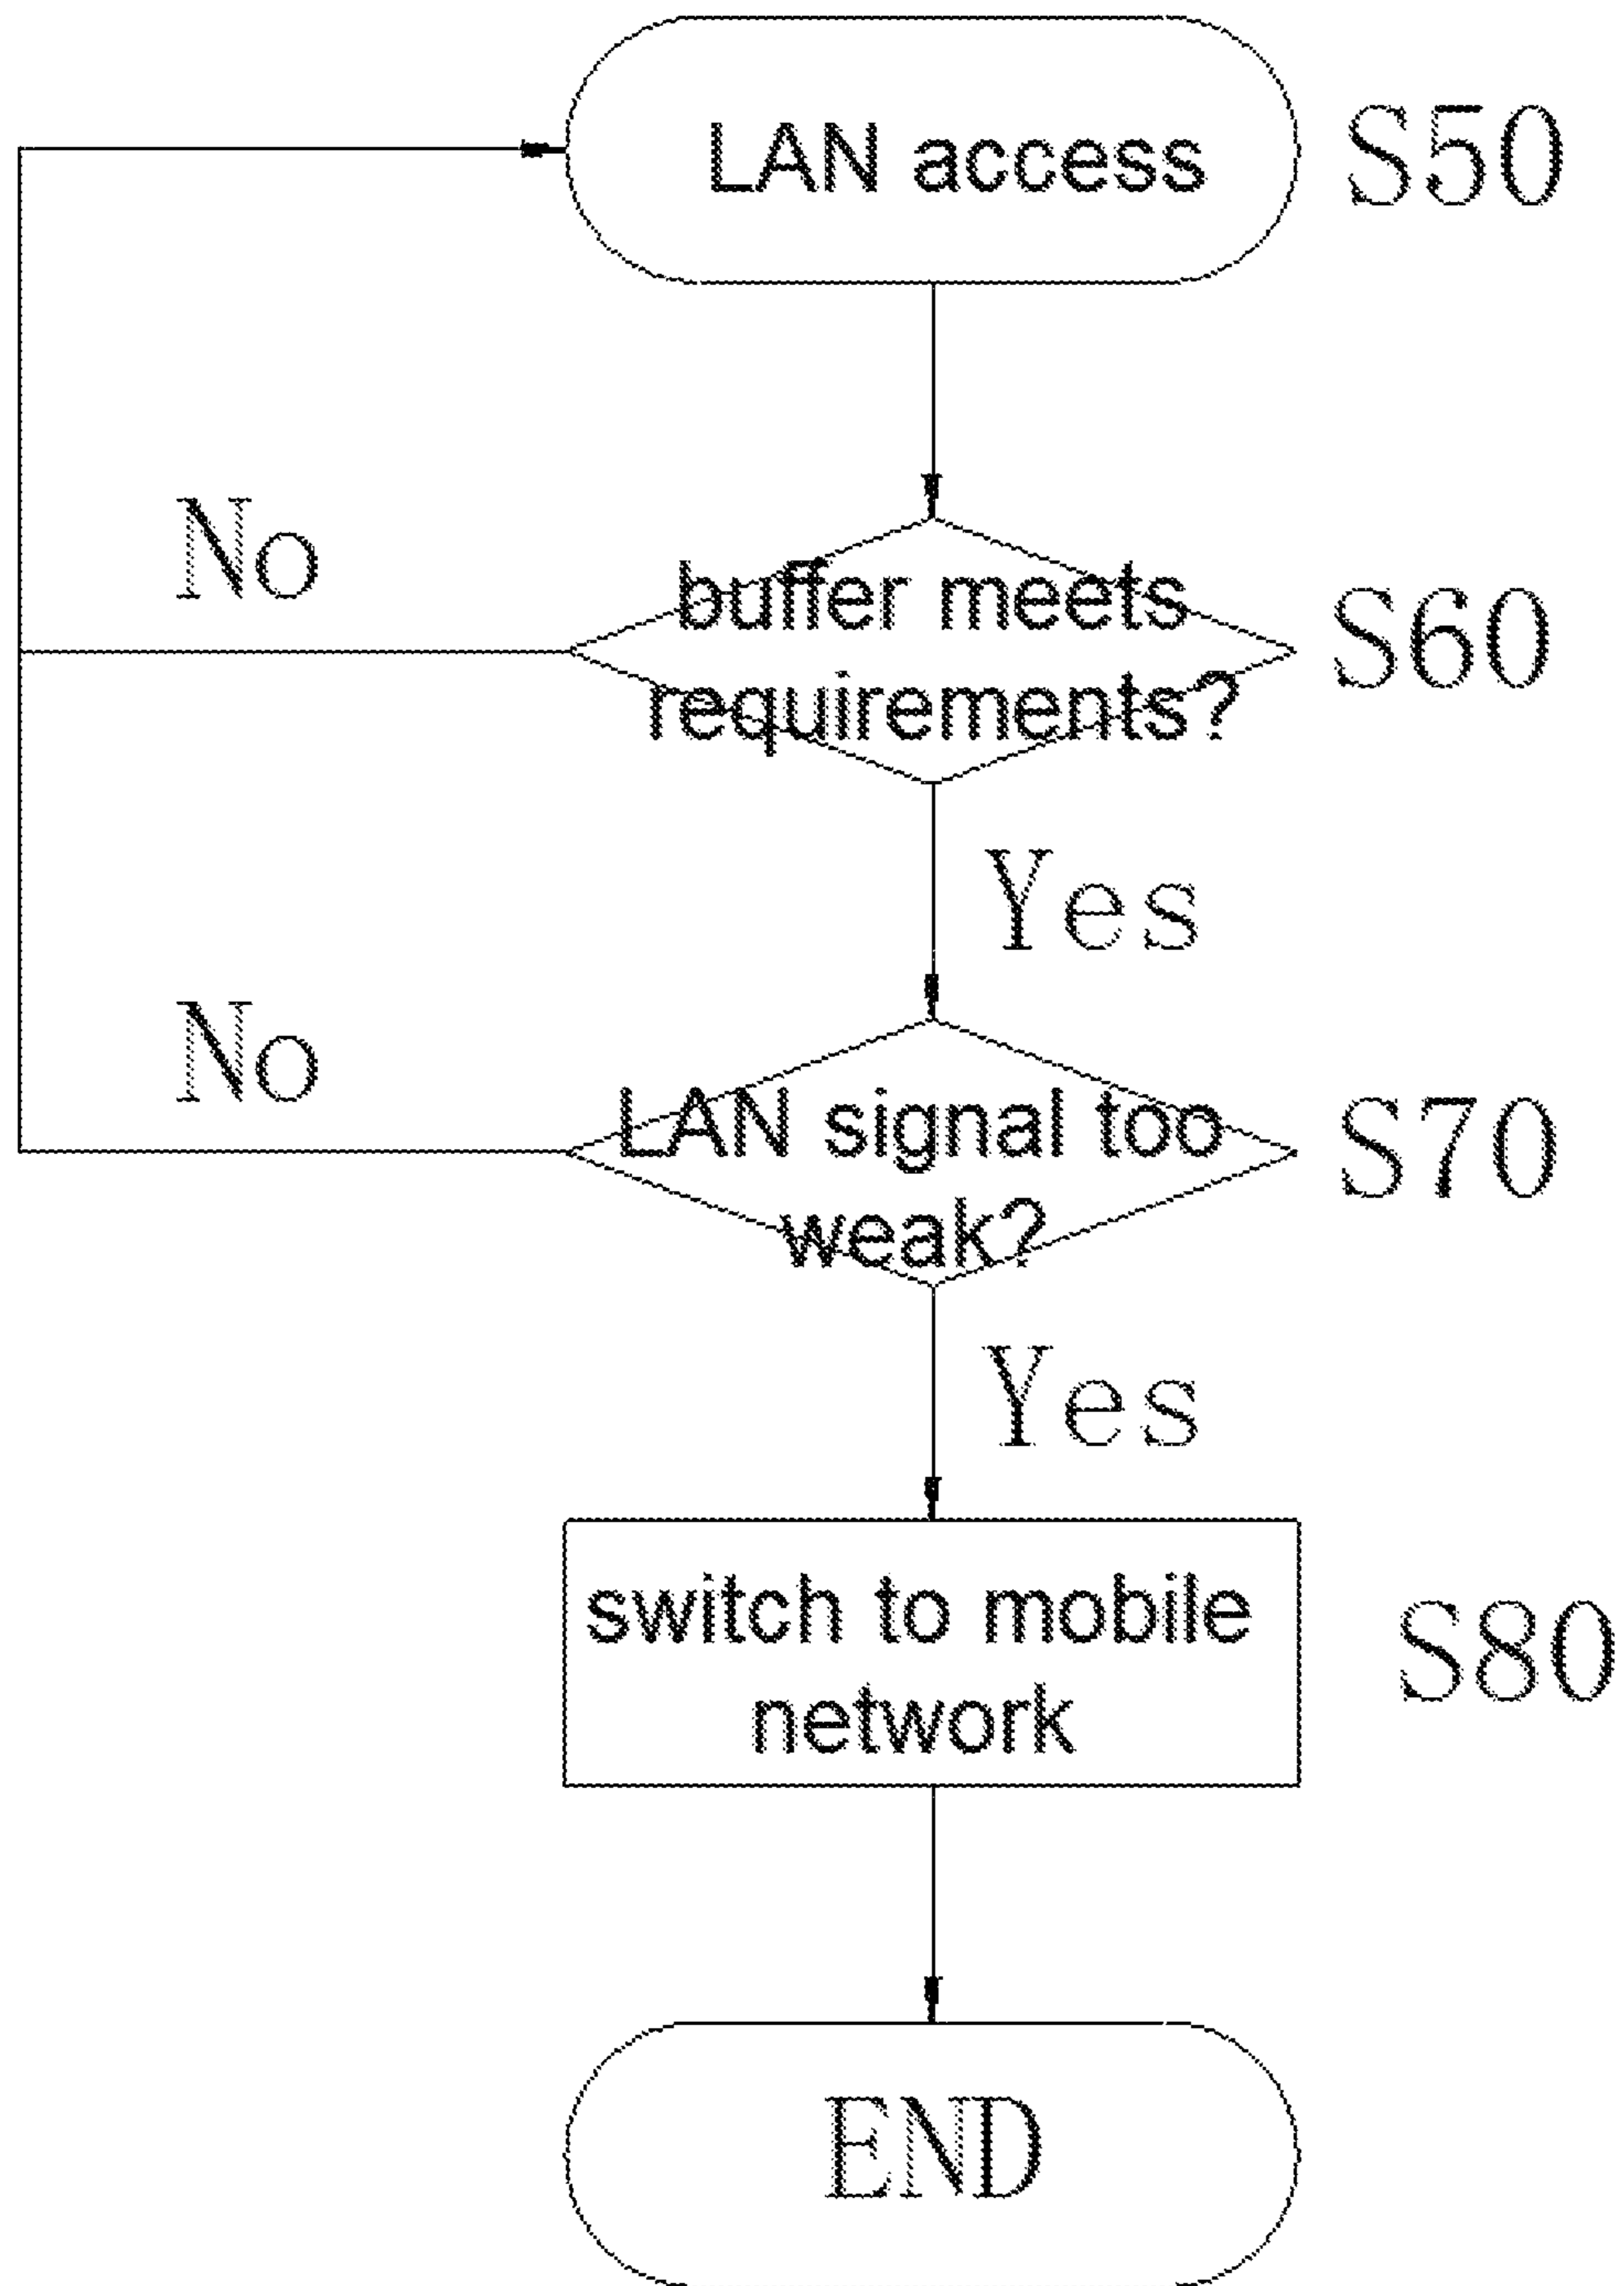 LAN access
S50
No
buffer meets
requirements?
S60
Yes
No
LAN signal too
weak?
S70
Yes
switch to mobile
network
S80
END